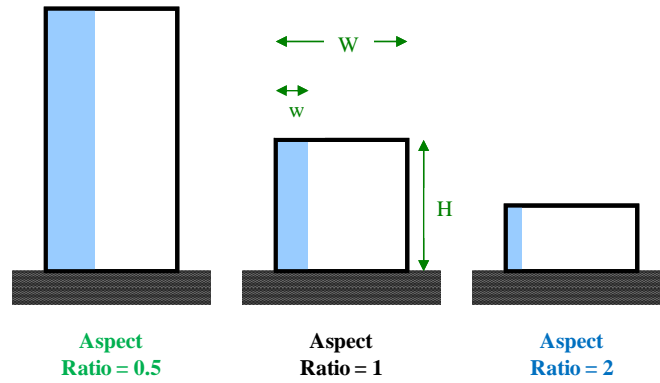 W
w
H
Aspect
Ratio = 0.5
Aspect
Ratio = 1
Aspect
Ratio = 2